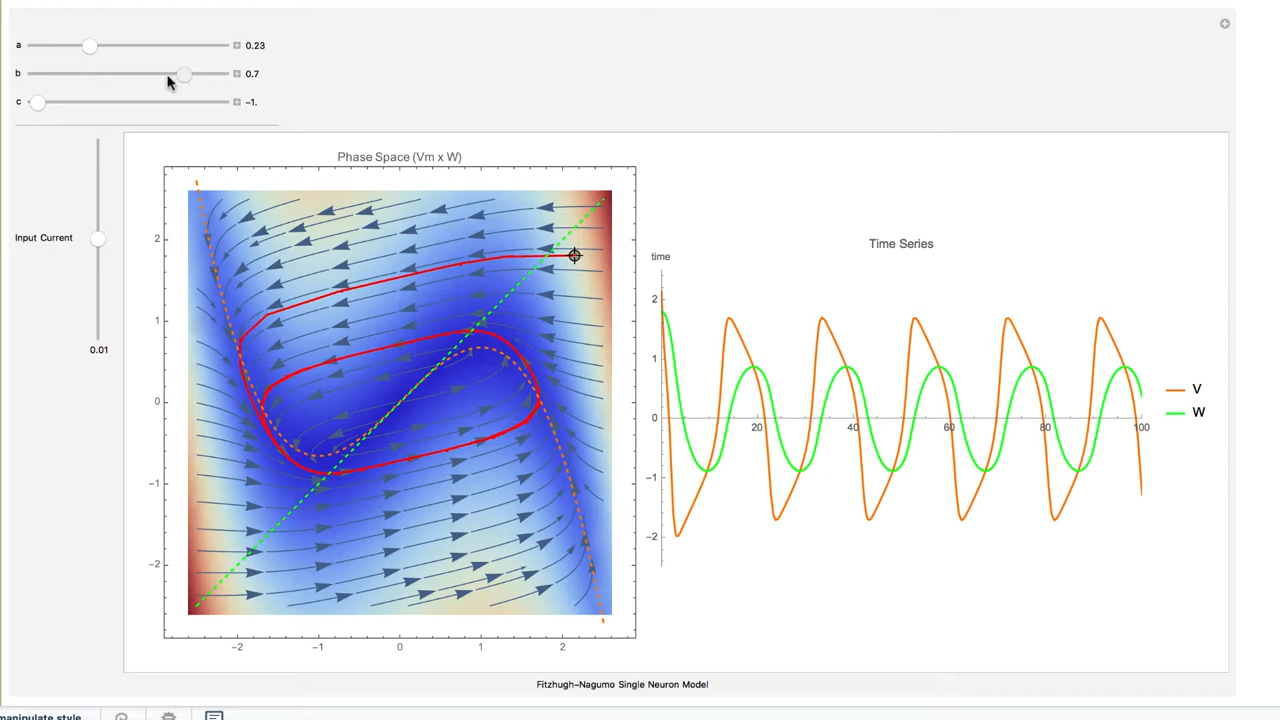 a 0.23
b 0.7
c −1.
Input Current
0.01
Phase Space (Vm x W)
2
1
0
−1
−2
−2 −1 0 1 2
Time Series
time
2
1
0
−1
−2
20 40 60 80 100
V
W
Fitzhugh−Nagumo Single Neuron Model
manipulate style